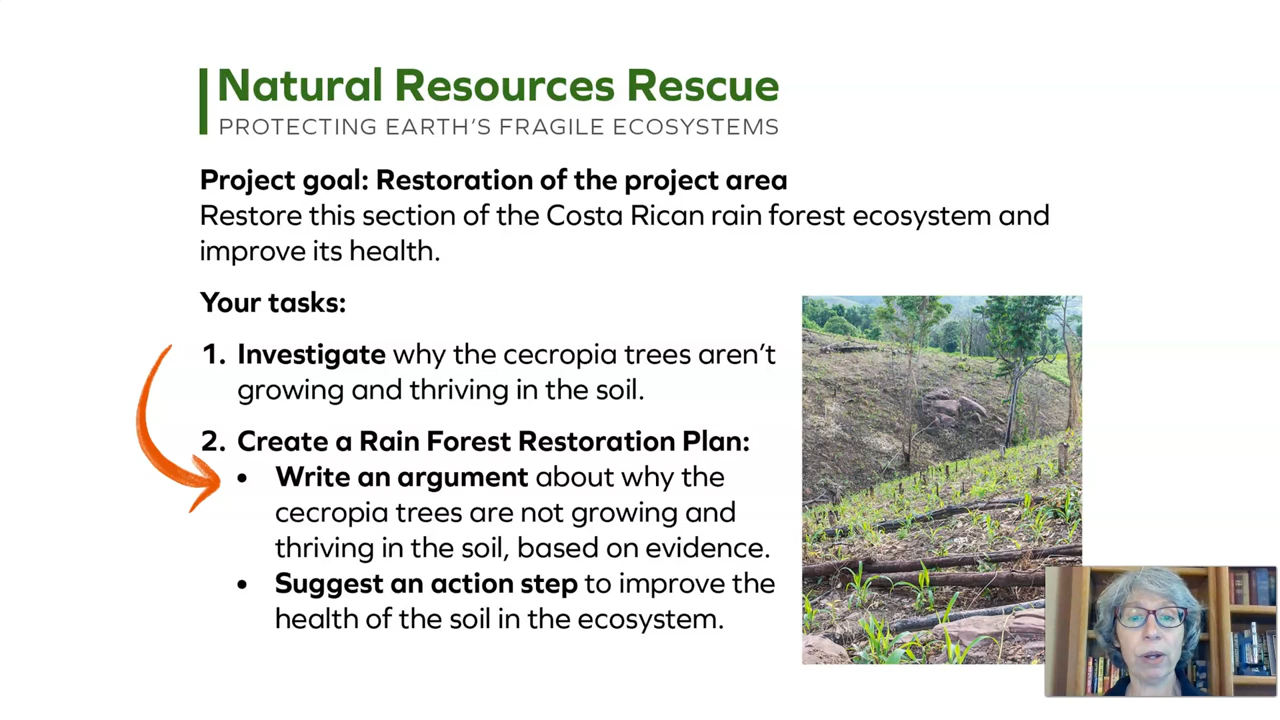 Natural Resources Rescue
PROTECTING EARTH'S FRAGILE ECOSYSTEMS
Project goal: Restoration of the project area
Restore this section of the Costa Rican rain forest ecosystem and
improve its health.
Your tasks:
1. Investigate why the cecropia trees aren't
growing and thriving in the soil.
2. Create a Rain Forest Restoration Plan:
• Write an argument about why the
cecropia trees are not growing and
thriving in the soil, based on evidence.
• Suggest an action step to improve the
health of the soil in the ecosystem.